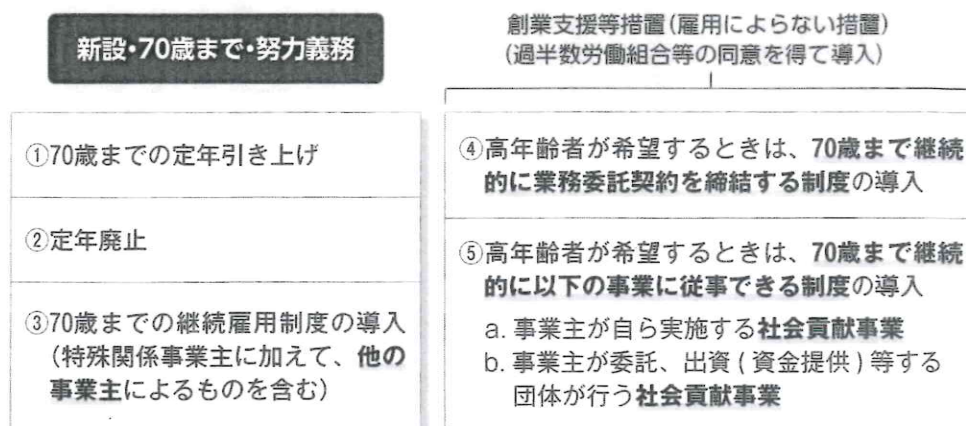 新設・70歳まで・努力義務
①70歳までの定年引き上げ
②定年廃止
③70歳までの継続雇用制度の導入
(特殊関係事業主に加えて、他の
事業主によるものを含む)
創業支援等措置(雇用によらない措置)
(過半数労働組合等の同意を得て導入)
④高年齢者が希望するときは、70歳まで継続
的に業務委託契約を締結する制度の導入
⑤高年齢者が希望するときは、70歳まで継続
的に以下の事業に従事できる制度の導入
a. 事業主が自ら実施する社会貢献事業
b. 事業主が委託、出資(資金提供)等する
団体が行う社会貢献事業